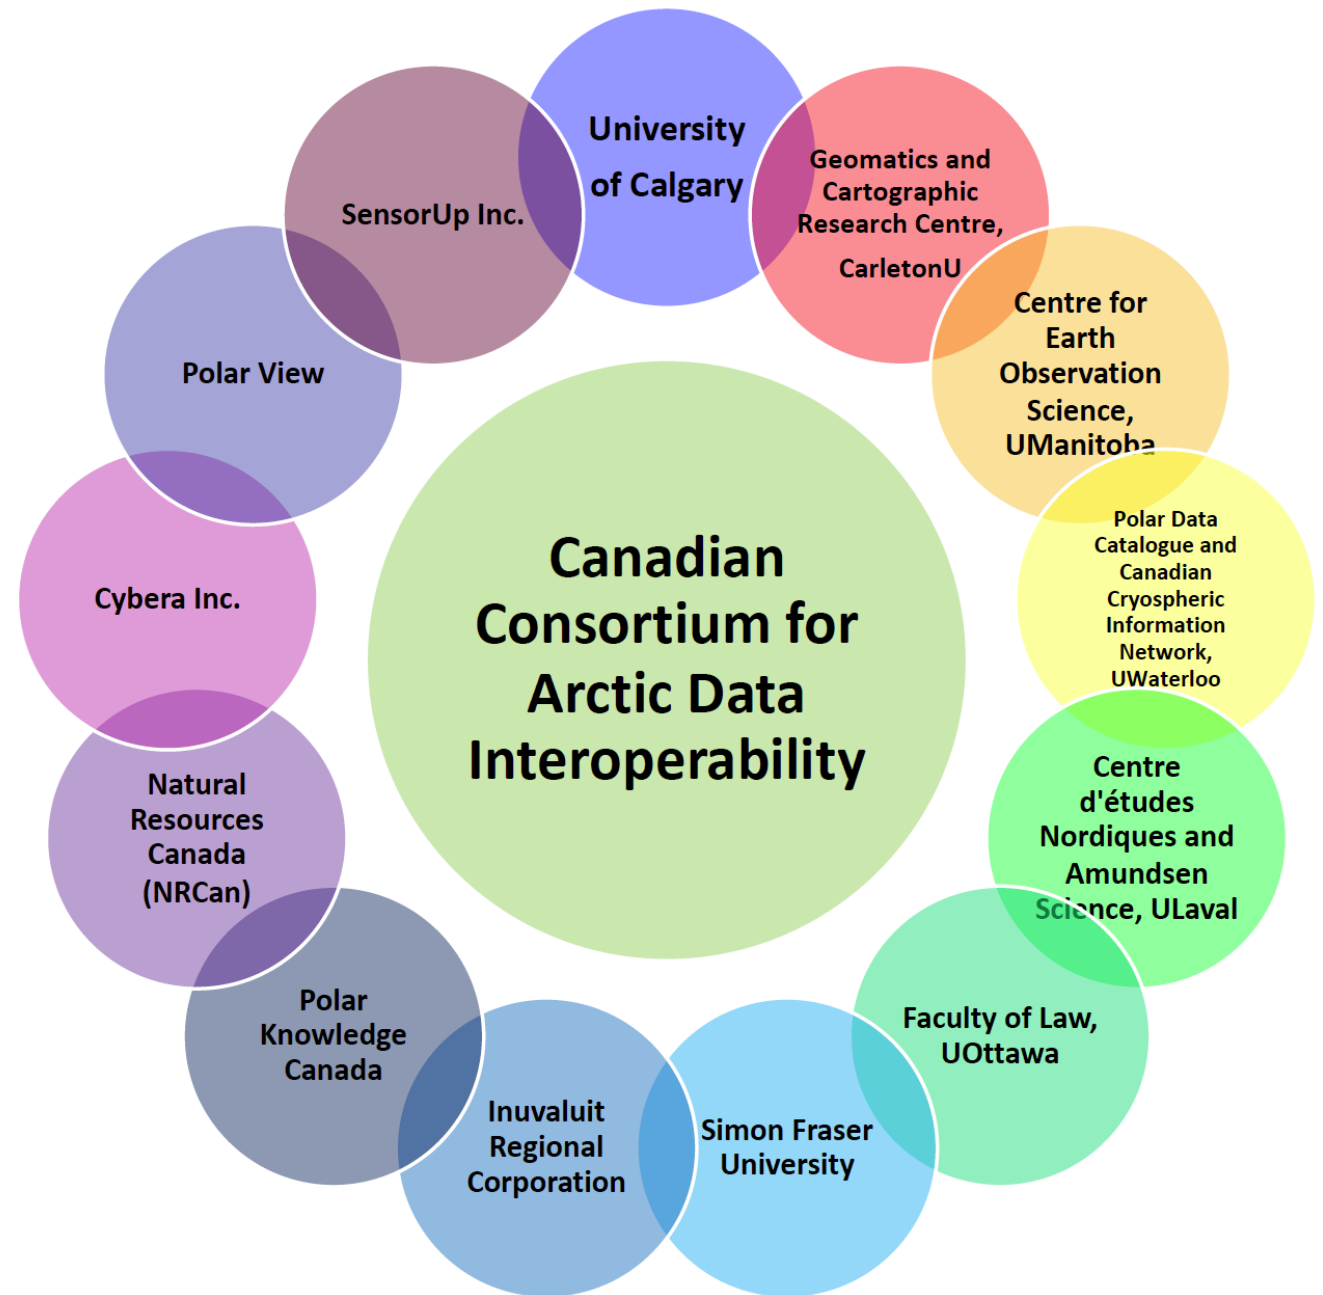 University
of Calgary
Geomatics and
Cartographic
Research Centre,
CarletonU
Centre for
Earth
Observation
Science,
UManitoba
Polar Data
Catalogue and
Canadian
Cryospheric
Information
Network,
UWaterloo
Centre
d'études
Nordiques and
Amundsen
Science, ULaval
Faculty of Law,
UOttawa
Simon Fraser
University
Inuvaluit
Regional
Corporation
Polar
Knowledge
Canada
Natural
Resources
Canada
(NRCan)
Cybera Inc.
Polar View
SensorUp Inc.
Canadian
Consortium for
Arctic Data
Interoperability